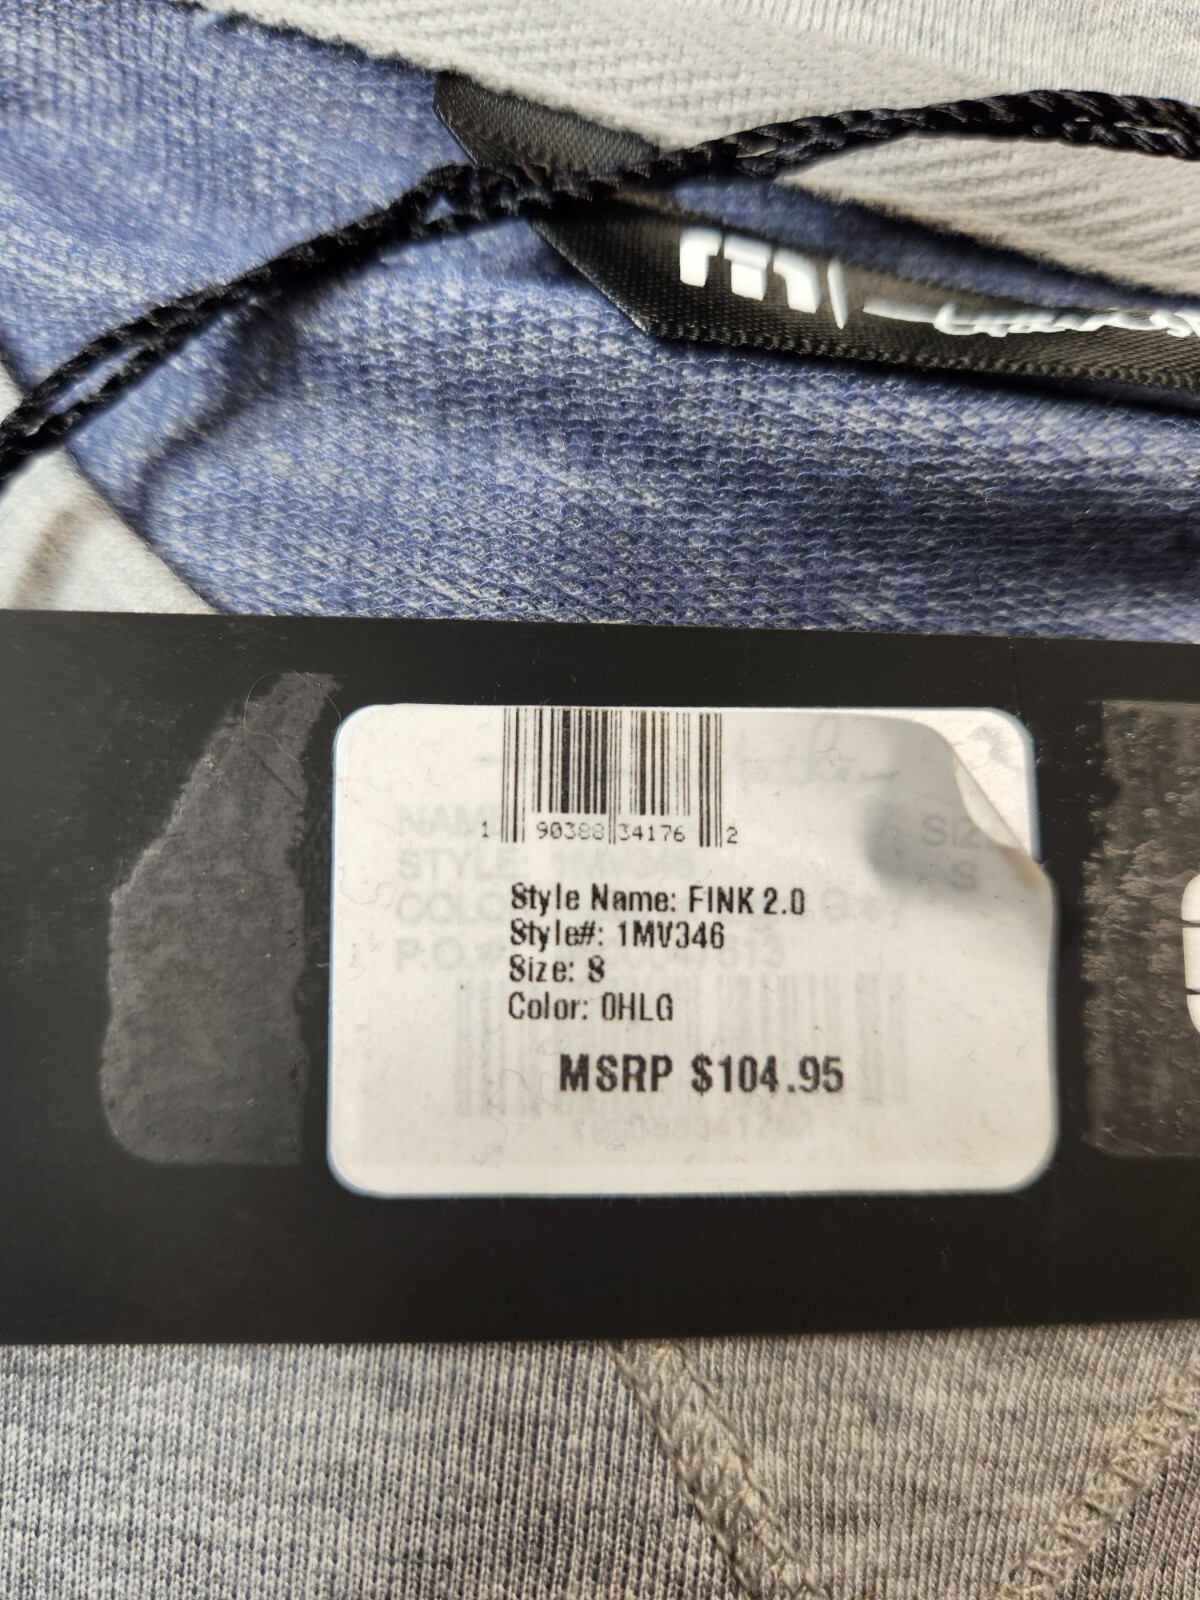 1 90388 34176 2
Style Name: FINK 2.0
Style#: 1MV346
Size: S
Color: 0HLG
MSRP $104.95